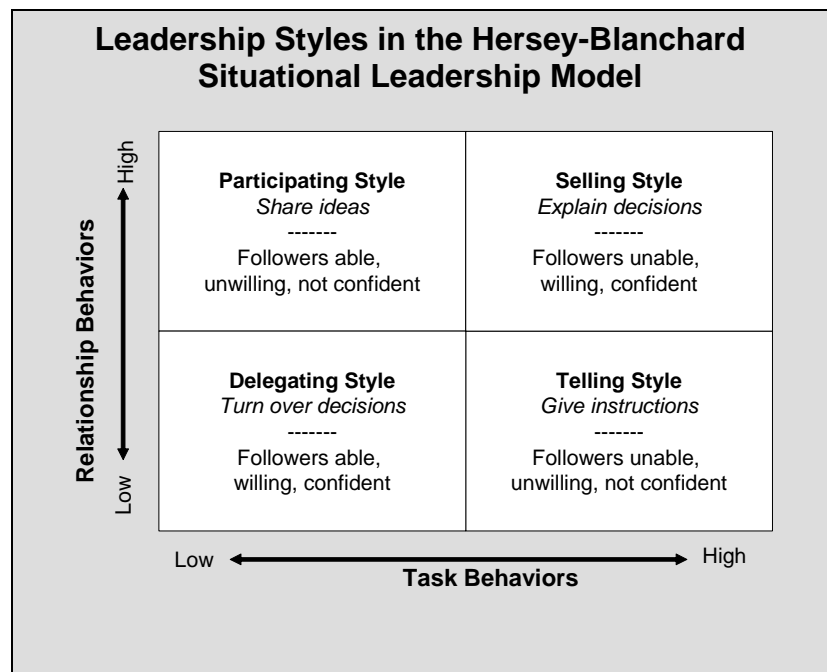 Leadership Styles in the Hersey-Blanchard
Situational Leadership Model
High
Relationship Behaviors
Low
Participating Style
Share ideas
-------
Followers able,
unwilling, not confident
Selling Style
Explain decisions
-------
Followers unable,
willing, confident
Delegating Style
Turn over decisions
-------
Followers able,
willing, confident
Telling Style
Give instructions
-------
Followers unable,
unwilling, not confident
Low
High
Task Behaviors